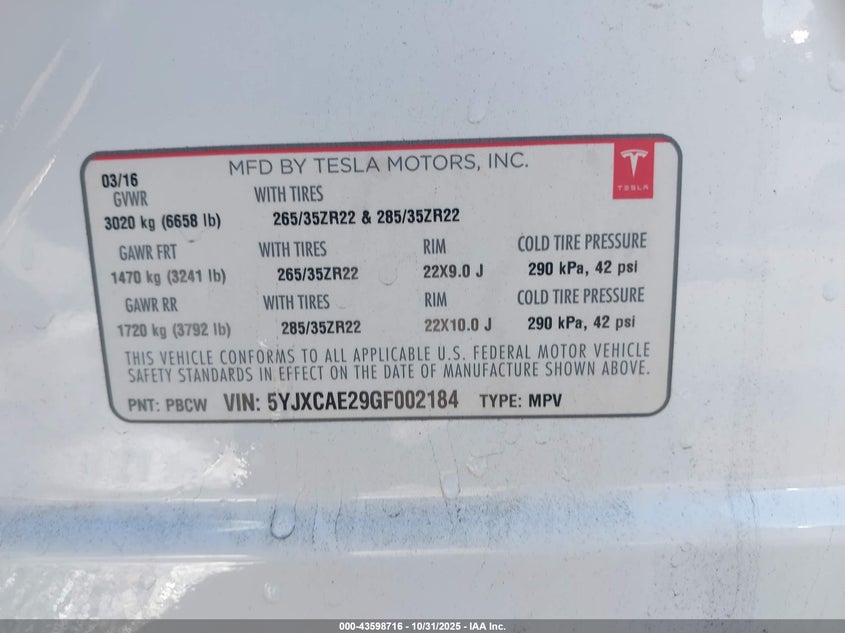 MFD BY TESLA MOTORS, INC.
TESLA
03/16
GVWR WITH TIRES
3020 kg (6658 lb) 265/35ZR22 & 285/35ZR22
GAWR FRT WITH TIRES RIM COLD TIRE PRESSURE
1470 kg (3241 lb) 265/35ZR22 22X9.0 J 290 kPa, 42 psi
GAWR RR WITH TIRES RIM COLD TIRE PRESSURE
1720 kg (3792 lb) 285/35ZR22 22X10.0 J 290 kPa, 42 psi
THIS VEHICLE CONFORMS TO ALL APPLICABLE U.S. FEDERAL MOTOR VEHICLE
SAFETY STANDARDS IN EFFECT ON THE DATE OF MANUFACTURE SHOWN ABOVE.
PNT: PBCW VIN: 5YJXCAE29GF002184 TYPE: MPV
000-43598716 - 10/31/2025 - IAA Inc.